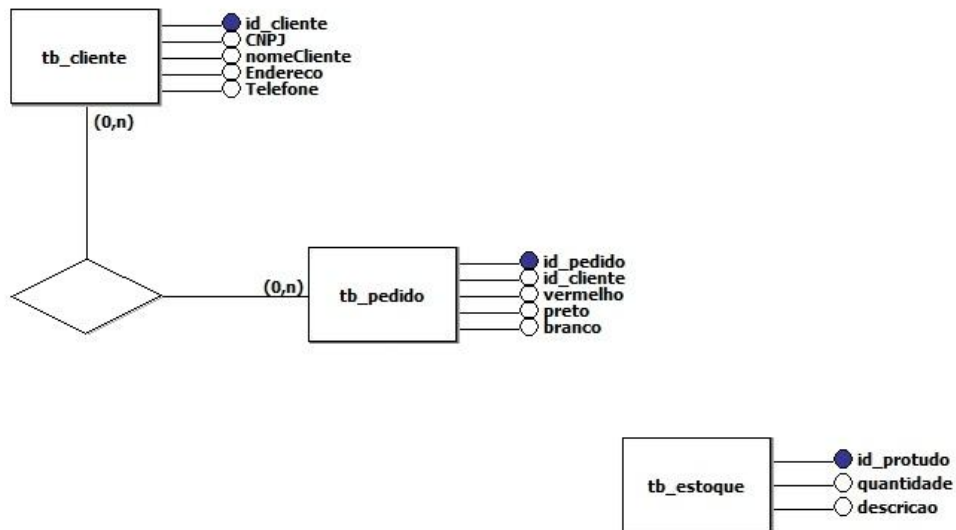 id_cliente
CNPJ
tb_cliente
nomeCliente
Endereco
Telefone
(0,n)
id_pedido
id_cliente
(0,n)
tb_pedido
vermelho
preto
branco
id_protudo
tb_estoque
quantidade
descricao